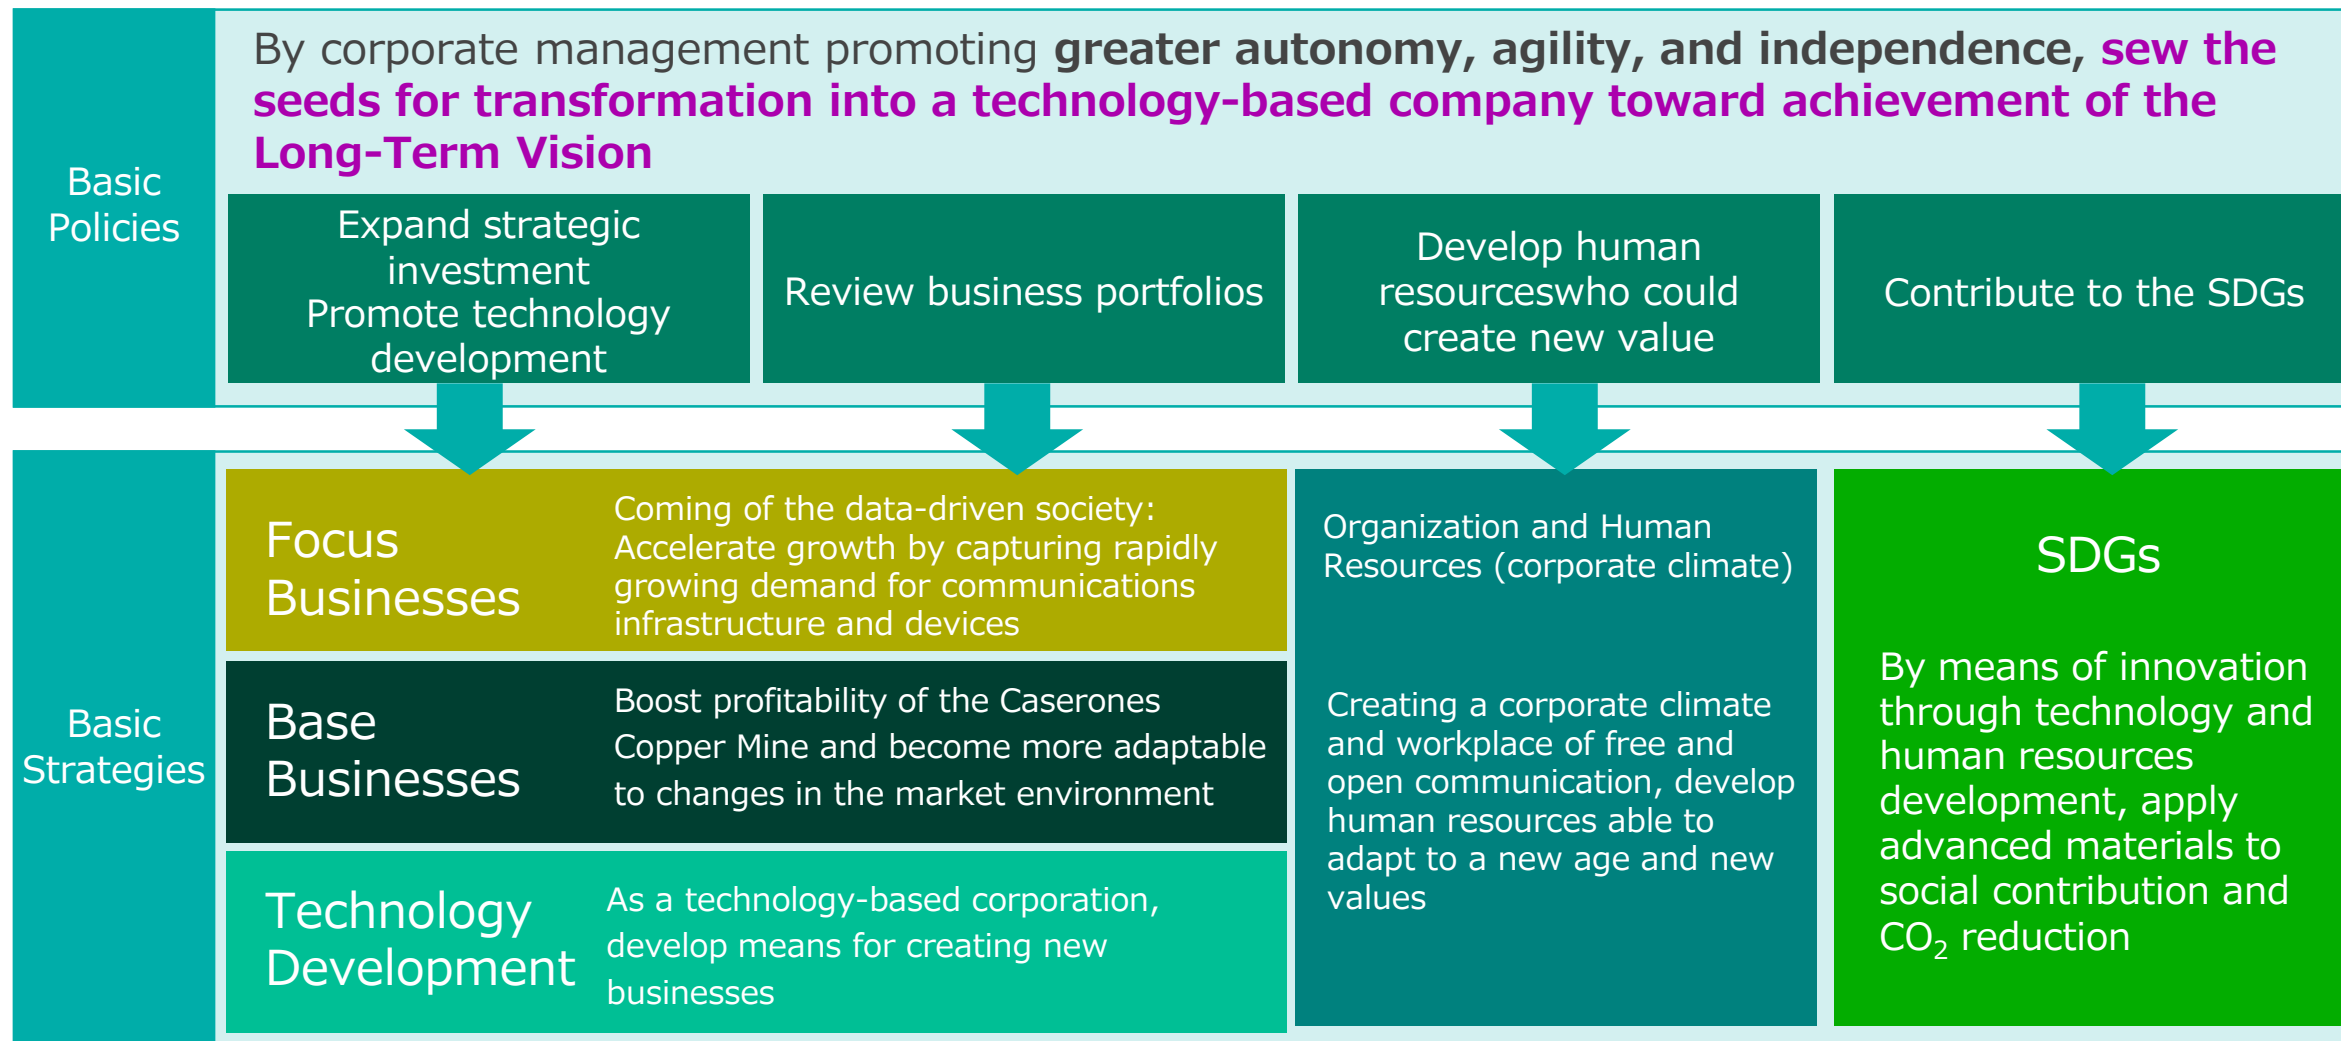 Basic
Policies
By corporate management promoting greater autonomy, agility, and independence, sew the
seeds for transformation into a technology-based company toward achievement of the
Long-Term Vision
Expand strategic
investment
Promote technology
development
Review business portfolios
Develop human
resourceswho could
create new value
Contribute to the SDGs
Basic
Strategies
Focus
Businesses
Coming of the data-driven society:
Accelerate growth by capturing rapidly
growing demand for communications
infrastructure and devices
Base
Businesses
Boost profitability of the Caserones
Copper Mine and become more adaptable
to changes in the market environment
Technology
Development
As a technology-based corporation,
develop means for creating new
businesses
Organization and Human
Resources (corporate climate)
Creating a corporate climate
and workplace of free and
open communication, develop
human resources able to
adapt to a new age and new
values
SDGs
By means of innovation
through technology and
human resources
development, apply
advanced materials to
social contribution and
CO₂ reduction